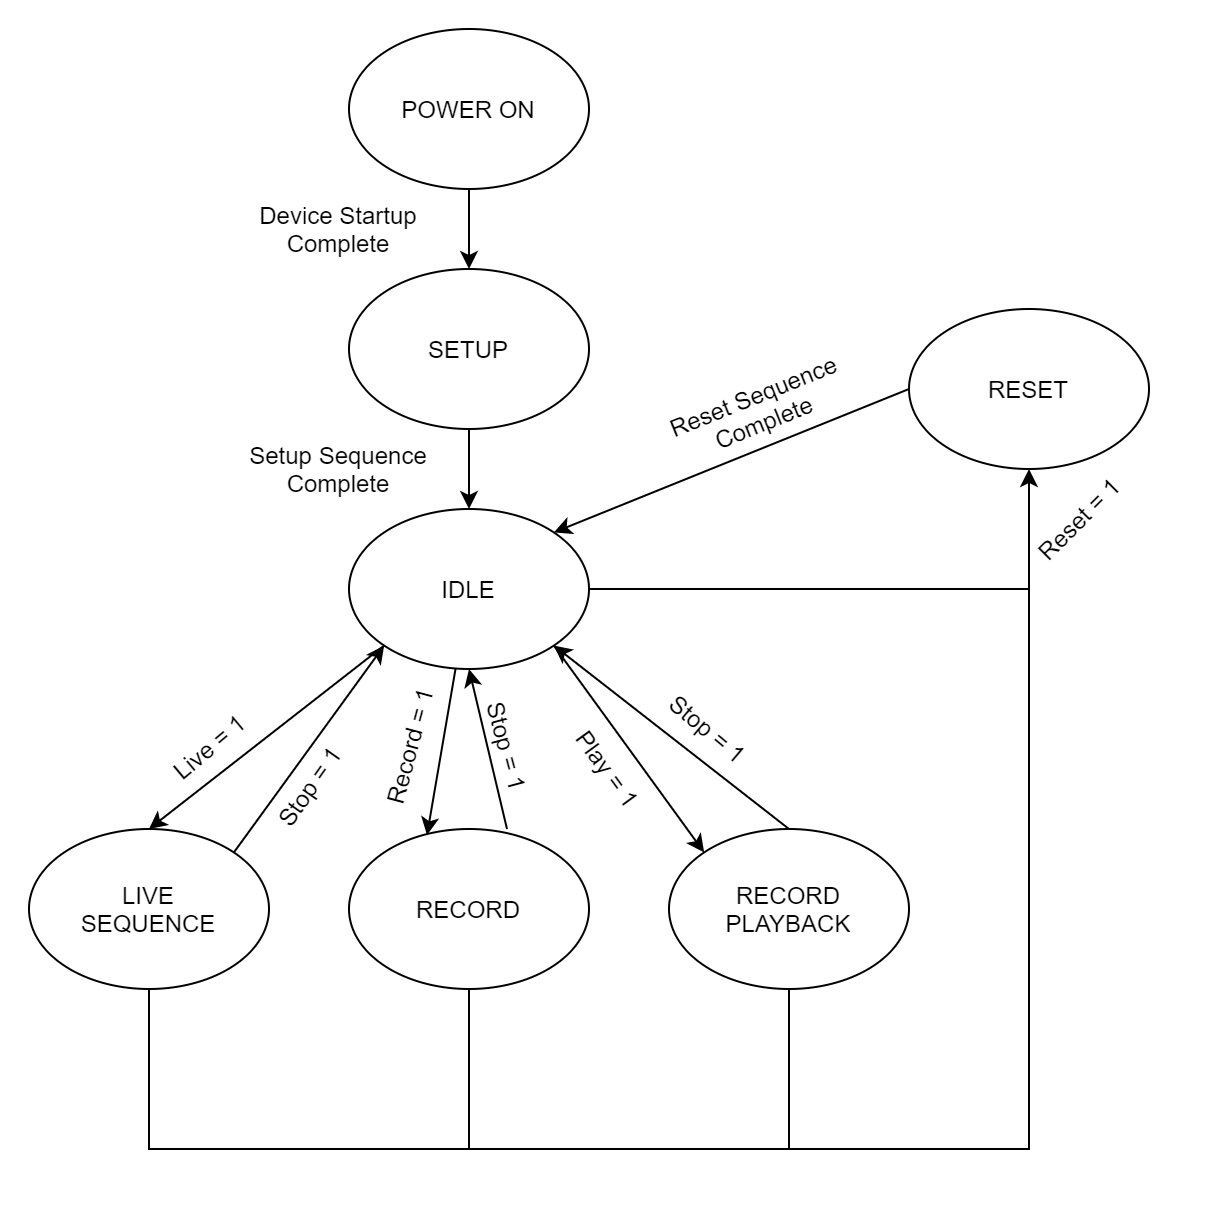 POWER ON
Device Startup
Complete
SETUP
Reset Sequence
Complete
RESET
Setup Sequence
Complete
Reset = 1
IDLE
Live = 1
Stop = 1
Record = 1
Stop = 1
Play = 1
Stop = 1
LIVE
SEQUENCE
RECORD
RECORD
PLAYBACK